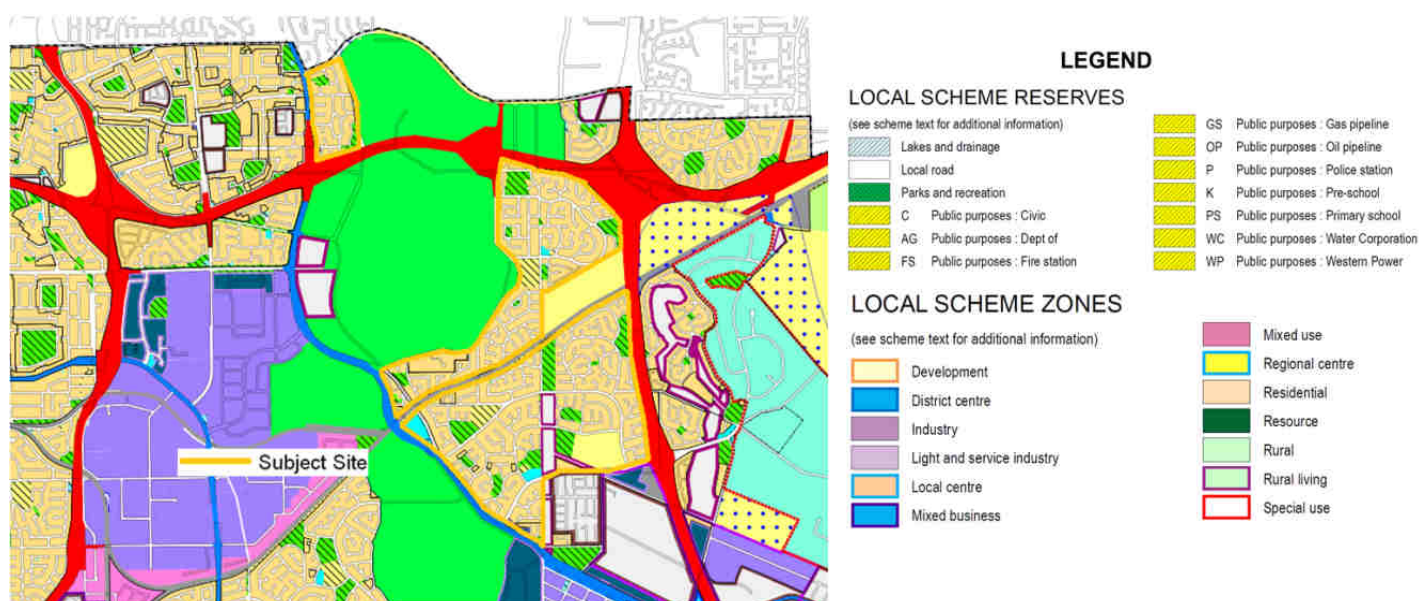 Subject Site
LEGEND
LOCAL SCHEME RESERVES
(see scheme text for additional information)
Lakes and drainage
Local road
Parks and recreation
C Public purposes : Civic
AG Public purposes : Dept of
FS Public purposes : Fire station
GS Public purposes : Gas pipeline
OP Public purposes : Oil pipeline
P Public purposes : Police station
K Public purposes : Pre-school
PS Public purposes : Primary school
WC Public purposes : Water Corporation
WP Public purposes : Western Power
LOCAL SCHEME ZONES
(see scheme text for additional information)
Development
District centre
Industry
Light and service industry
Local centre
Mixed business
Mixed use
Regional centre
Residential
Resource
Rural
Rural living
Special use